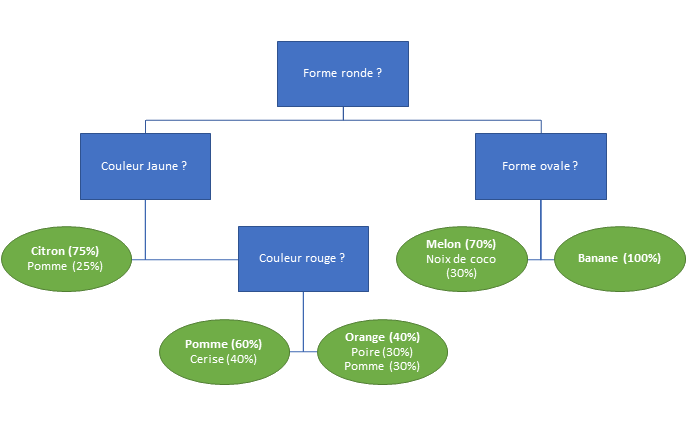 Forme ronde ?
Couleur Jaune ?
Forme ovale ?
Citron (75%)
Pomme (25%)
Couleur rouge ?
Melon (70%)
Noix de coco
(30%)
Banane (100%)
Pomme (60%)
Cerise (40%)
Orange (40%)
Poire (30%)
Pomme (30%)